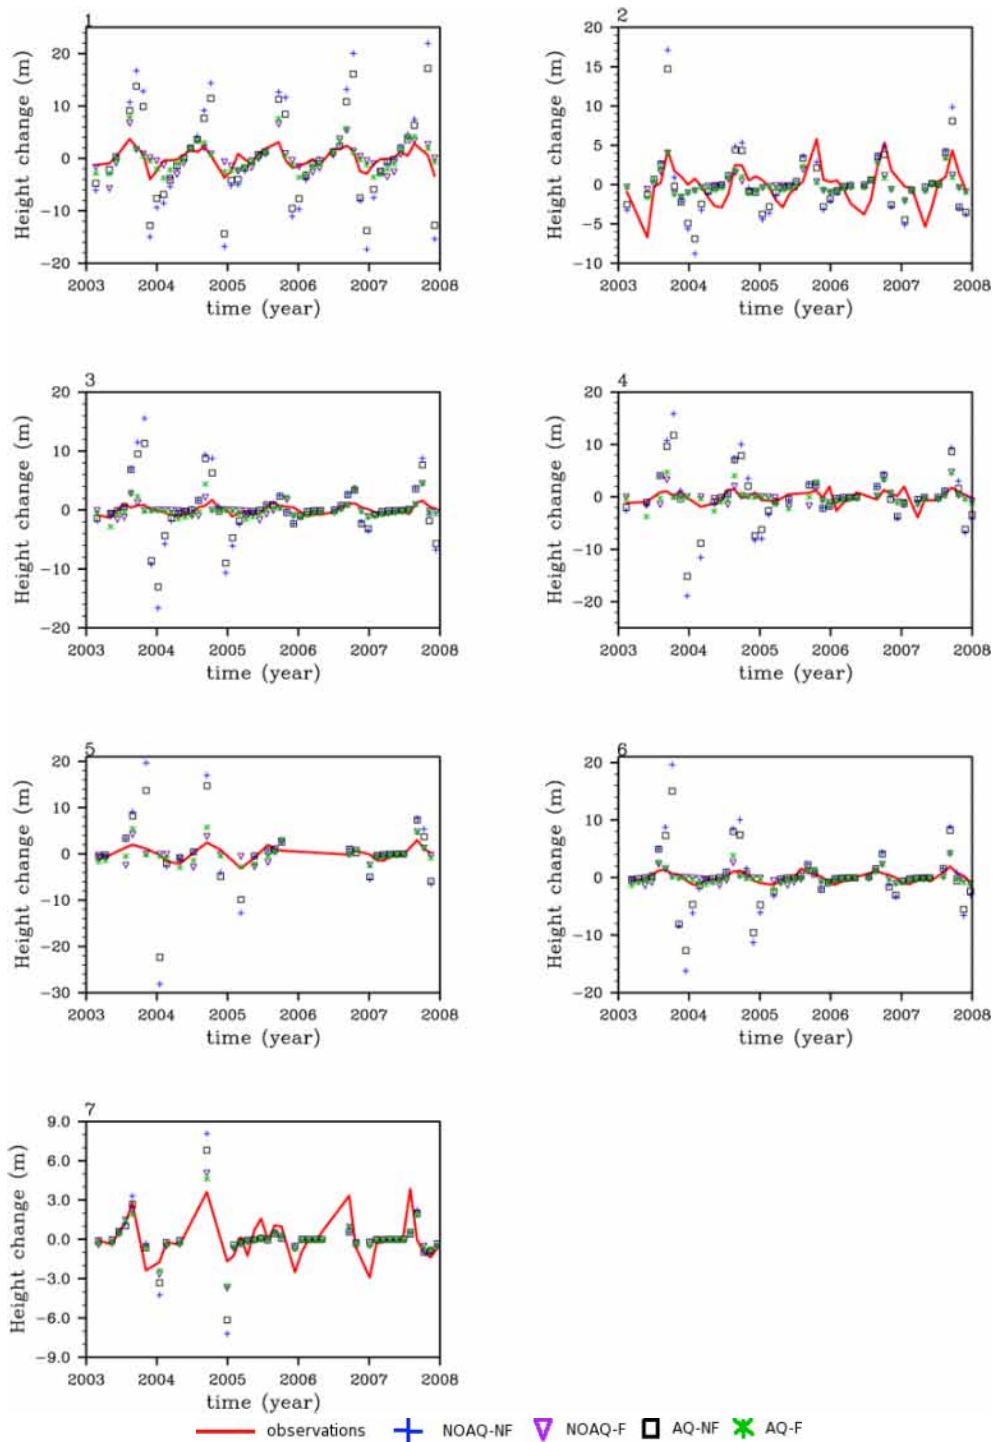 1
2
Height change (m)
20
10
0
−10
−20
2003 2004 2005 2006 2007 2008
time (year)
Height change (m)
20
15
10
5
0
−5
−10
2003 2004 2005 2006 2007 2008
time (year)
3
4
Height change (m)
20
10
0
−10
−20
2003 2004 2005 2006 2007 2008
time (year)
Height change (m)
20
10
0
−10
−20
2003 2004 2005 2006 2007 2008
time (year)
5
6
Height change (m)
20
10
0
−10
−20
−30
2003 2004 2005 2006 2007 2008
time (year)
Height change (m)
20
10
0
−10
−20
2003 2004 2005 2006 2007 2008
time (year)
7
Height change (m)
9.0
6.0
3.0
0.0
−3.0
−6.0
−9.0
2003 2004 2005 2006 2007 2008
time (year)
observations NOAQ-NF NOAQ-F AQ-NF AQ-F